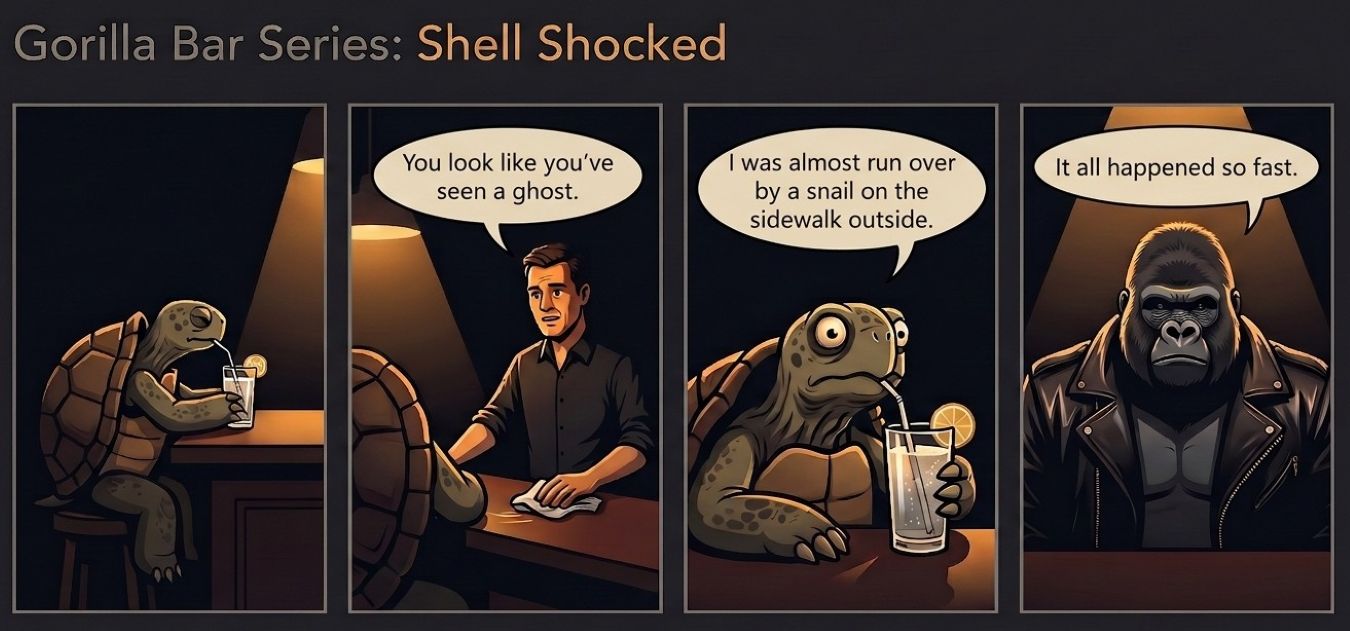 Gorilla Bar Series: Shell Shocked
You look like you’ve
seen a ghost.
I was almost run over
by a snail on the
sidewalk outside.
It all happened so fast.